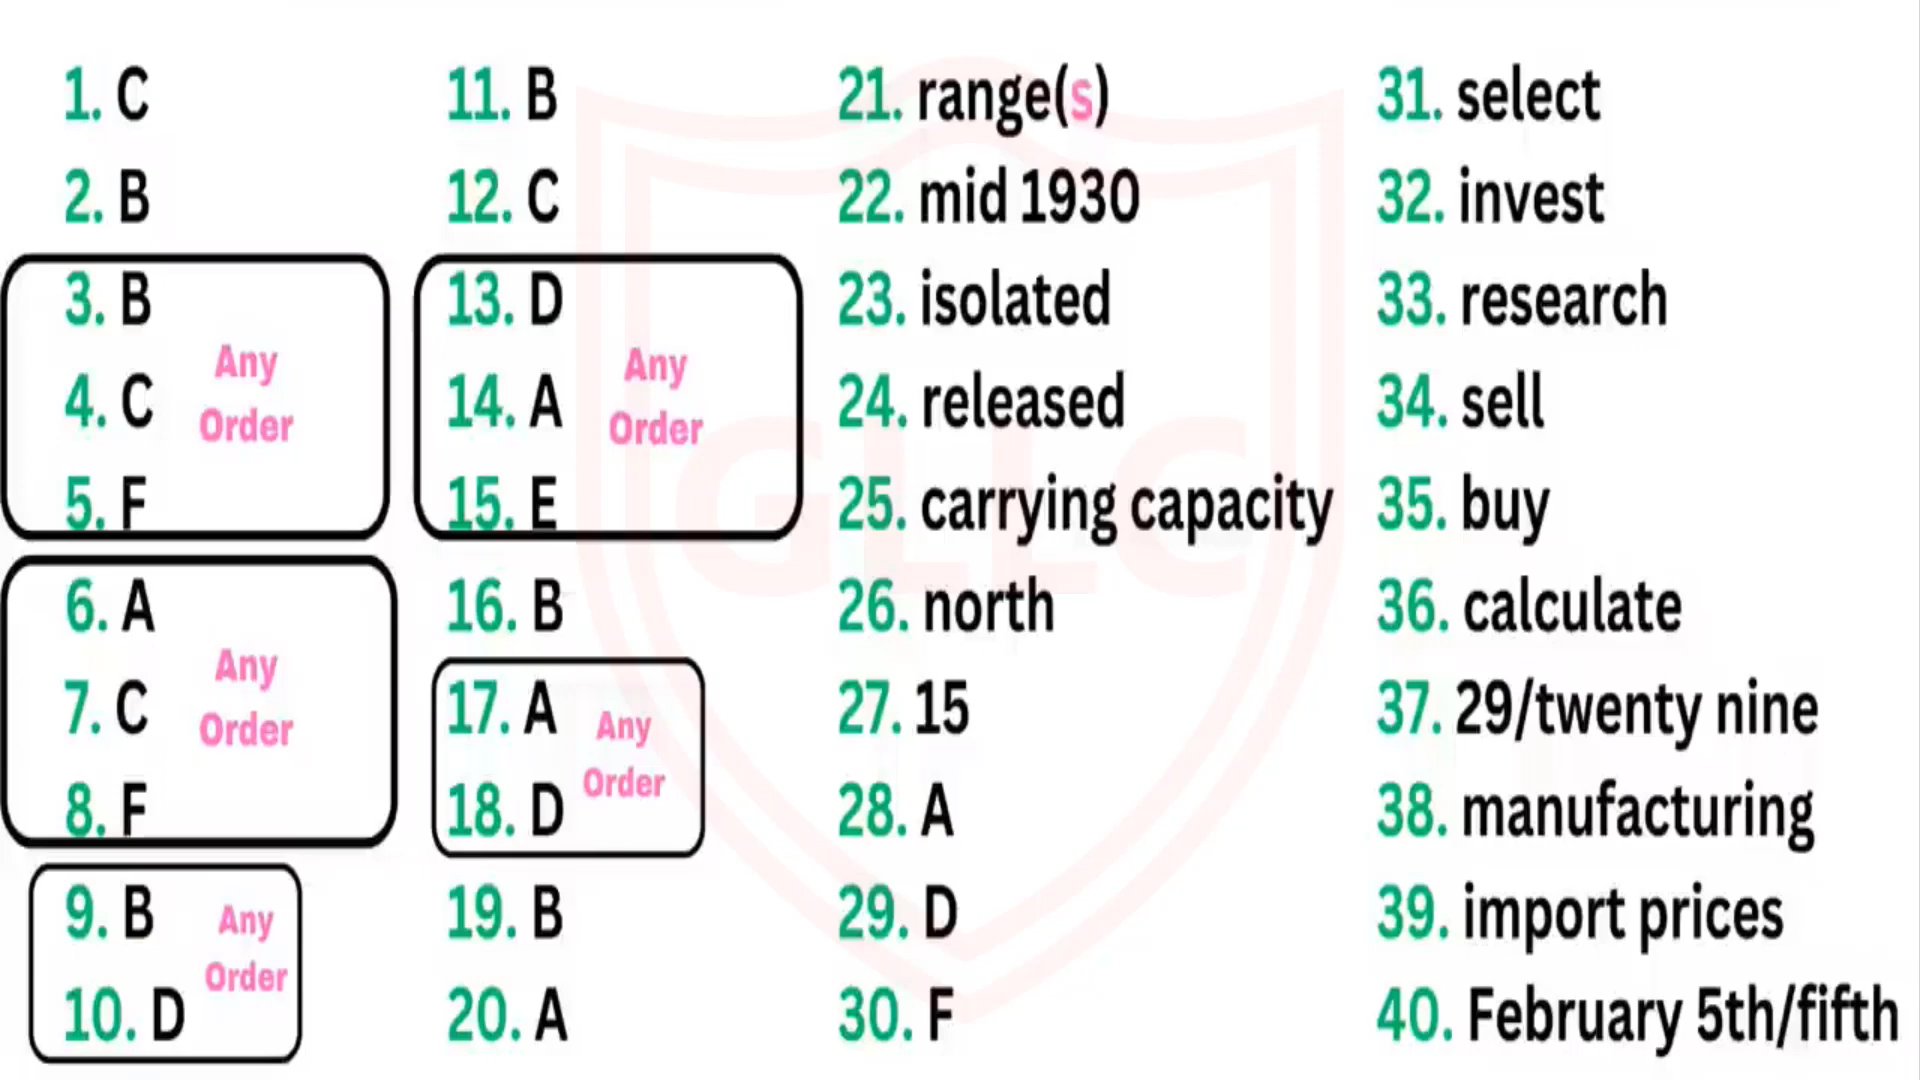 1. C
2. B
3. B
4. C
5. F
Any
Order
6. A
7. C
8. F
Any
Order
9. B
10. D
Any
Order
11. B
12. C
13. D
14. A
15. E
Any
Order
16. B
17. A
18. D
Any
Order
19. B
20. A
21. range(s)
22. mid 1930
23. isolated
24. released
25. carrying capacity
26. north
27. 15
28. A
29. D
30. F
31. select
32. invest
33. research
34. sell
35. buy
36. calculate
37. 29/twenty nine
38. manufacturing
39. import prices
40. February 5th/fifth
GLLC